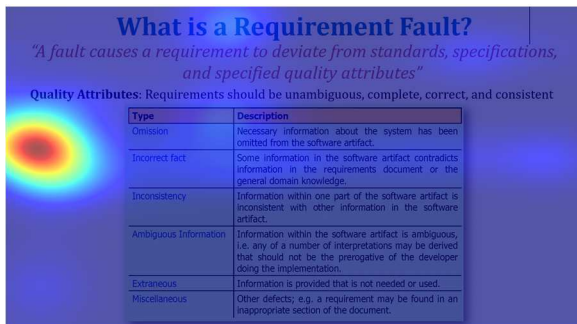 What is a Requirement Fault?
"A fault causes a requirement to deviate from standards, specifications,
and specified quality attributes"
Quality Attributes: Requirements should be unambiguous, complete, correct, and consistent
Type Description
Omission Necessary information about the system has been
omitted from the software artifact.
Incorrect fact Some information in the software artifact contradicts
information in the requirements document or the
general domain knowledge.
Inconsistency Information within one part of the software artifact is
inconsistent with other information in the software
artifact.
Ambiguous Information Information within the software artifact is ambiguous,
i.e. any of a number of interpretations may be derived
that should not be the prerogative of the developer
doing the implementation.
Extraneous Information is provided that is not needed or used.
Miscellaneous Other defects; e.g. a requirement may be found in an
inappropriate section of the document.